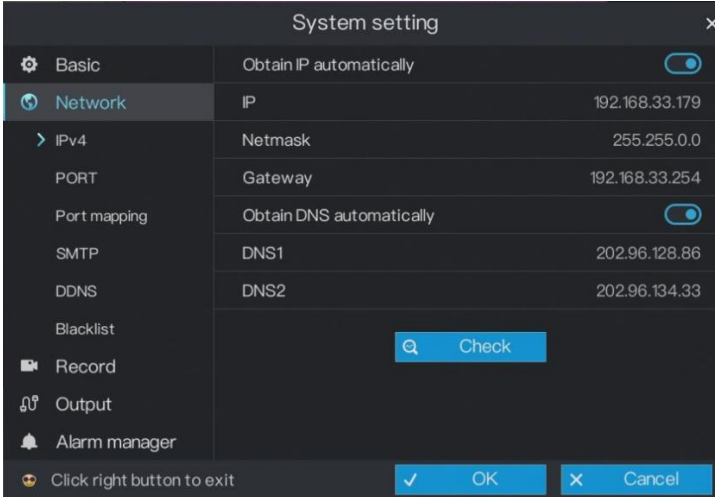 System setting
Basic
Obtain IP automatically
Network
IP 192.168.33.179
IPv4
Netmask 255.255.0.0
PORT
Gateway 192.168.33.254
Port mapping
Obtain DNS automatically
SMTP
DNS1 202.96.128.86
DDNS
DNS2 202.96.134.33
Blacklist
Check
Record
Output
Alarm manager
Click right button to exit
OK
Cancel